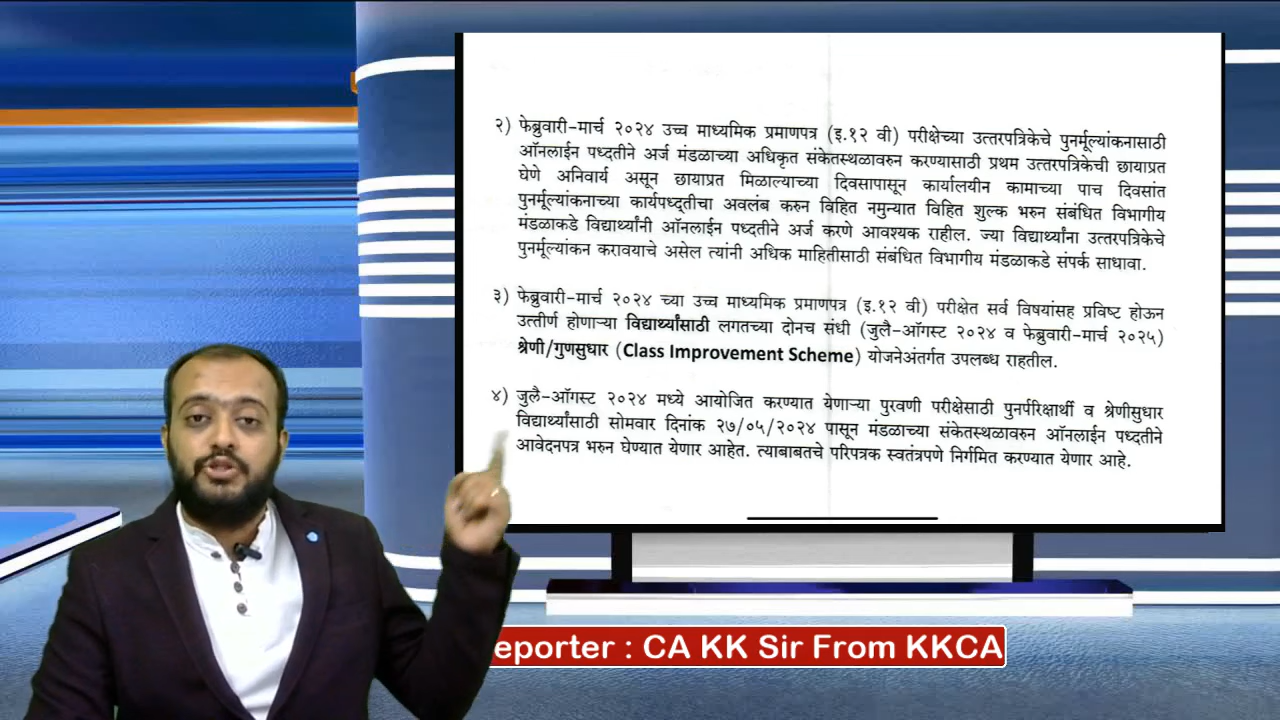 २) फेब्रुवारी-मार्च २०२४ उच्च माध्यमिक प्रमाणपत्र (इ.१२ वी) परीक्षेच्या उत्तरपत्रिकेचे पुनर्मूल्यांकनासाठी
ऑनलाईन पध्दतीने अर्ज मंडळाच्या अधिकृत संकेतस्थळावरुन करण्यासाठी प्रथम उत्तरपत्रिकेची छायाप्रत
घेणे अनिवार्य असून छायाप्रत मिळाल्याच्या दिवसापासून कार्यालयीन कामाच्या पाच दिवसांत
पुनर्मूल्यांकनाच्या कार्यपध्दतीचा अवलंब करुन विहित नमुन्यात विहित शुल्क भरुन संबंधित विभागीय
मंडळाकडे विद्यार्थ्यांनी ऑनलाईन पध्दतीने अर्ज करणे आवश्यक राहील. ज्या विद्यार्थ्यांना उत्तरपत्रिकेचे
पुनर्मूल्यांकन करावयाचे असेल त्यांनी अधिक माहितीसाठी संबंधित विभागीय मंडळाकडे संपर्क साधावा.
३) फेब्रुवारी-मार्च २०२४ च्या उच्च माध्यमिक प्रमाणपत्र (इ.१२ वी) परीक्षेत सर्व विषयांसह प्रविष्ट होऊन
उत्तीर्ण होणाऱ्या विद्यार्थ्यांसाठी लगतच्या दोनच संधी (जुलै-ऑगस्ट २०२४ व फेब्रुवारी-मार्च २०२५)
श्रेणी/गुणसुधार (Class Improvement Scheme) योजनेअंतर्गत उपलब्ध राहतील.
४) जुलै-ऑगस्ट २०२४ मध्ये आयोजित करण्यात येणाऱ्या पुरवणी परीक्षेसाठी पुनर्परिक्षार्थी व श्रेणीसुधार
विद्यार्थ्यांसाठी सोमवार दिनांक २७/०५/२०२४ पासून मंडळाच्या संकेतस्थळावरुन ऑनलाईन पध्दतीने
आवेदनपत्र भरुन घेण्यात येणार आहेत. त्याबाबतचे परिपत्रक स्वतंत्रपणे निर्गमित करण्यात येणार आहे.
eporter : CA KK Sir From KKCA